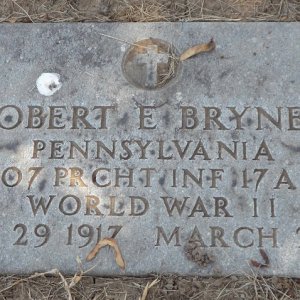 OBERT E BRYNE
PENNSYLVANIA
07 PRCHT INF 17 A
WORLD WAR II
29 1917 MARCH